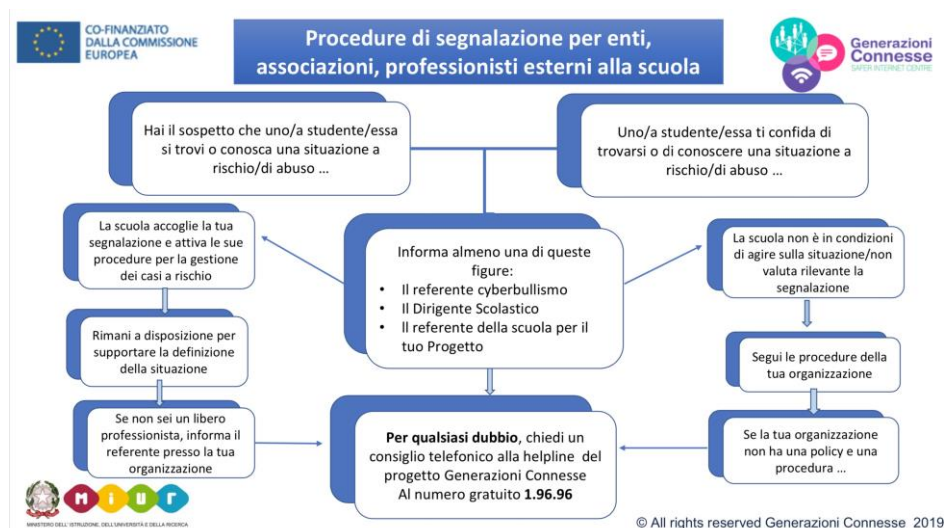 CO-FINANZIATO
DALLA COMMISSIONE
EUROPEA
Procedure di segnalazione per enti,
associazioni, professionisti esterni alla scuola
Generazioni
Connesse
SAFER INTERNET CENTRE
Hai il sospetto che uno/a studente/essa
si trovi o conosca una situazione a
rischio/di abuso …
Uno/a studente/essa ti confida di
trovarsi o di conoscere una situazione a
rischio/di abuso …
La scuola accoglie la tua
segnalazione e attiva le sue
procedure per la gestione
dei casi a rischio
Informa almeno una di queste
figure:
• Il referente cyberbullismo
• Il Dirigente Scolastico
• Il referente della scuola per il
tuo Progetto
La scuola non è in condizioni
di agire sulla situazione/non
valuta rilevante la
segnalazione
Rimani a disposizione per
supportare la definizione
della situazione
Segui le procedure della
tua organizzazione
Se non sei un libero
professionista, informa il
referente presso la tua
organizzazione
Per qualsiasi dubbio, chiedi un
consiglio telefonico alla helpline del
progetto Generazioni Connesse
Al numero gratuito 1.96.96
Se la tua organizzazione
non ha una policy e una
procedura …
miur
MINISTERO DELL'ISTRUZIONE, DELL'UNIVERSITÀ E DELLA RICERCA
© All rights reserved Generazioni Connesse 2019